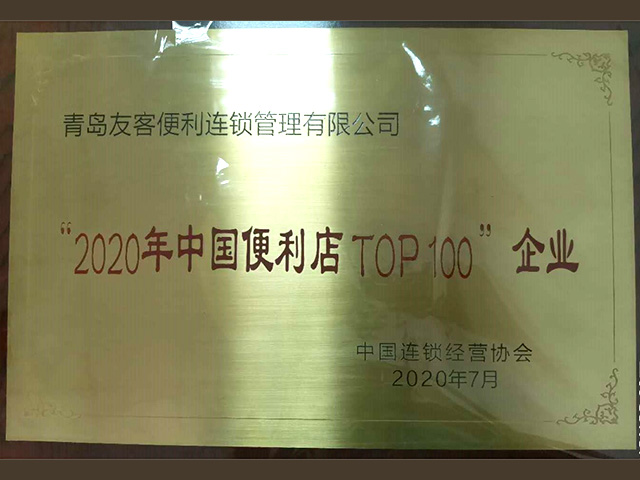 青岛友客便利连锁管理有限公司
“2020年中国便利店TOP100”企业
中国连锁经营协会
2020年7月